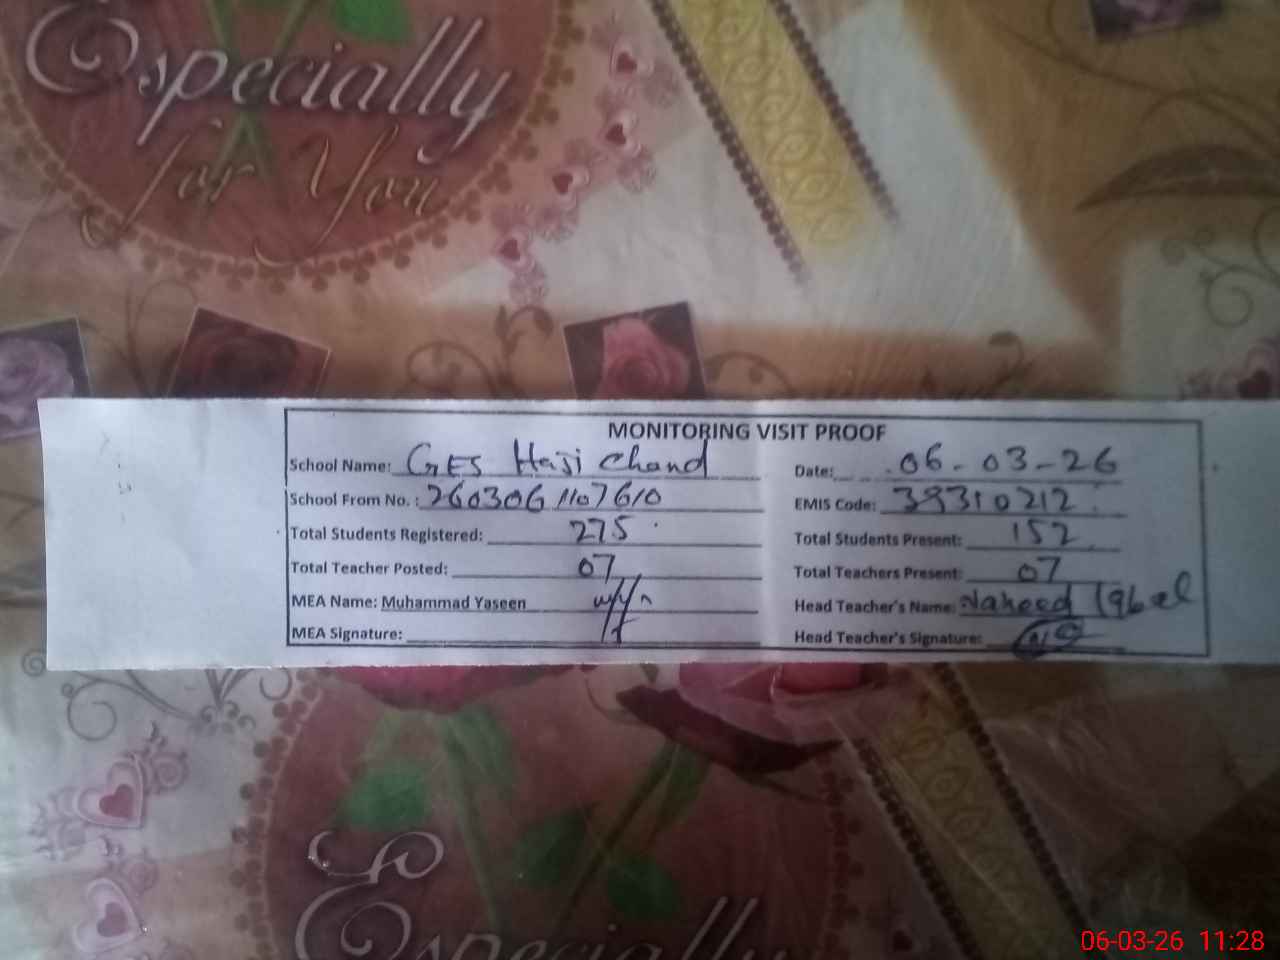 Especially
for You
MONITORING VISIT PROOF
School Name: GES Haji Chand Date: 06-03-26
School From No. : 2603061107610 EMIS Code: 39310212
Total Students Registered: 275 Total Students Present: 152
Total Teacher Posted: 07 Total Teachers Present: 07
MEA Name: Muhammad Yaseen Head Teacher's Name: Naheed Iqbal
MEA Signature: Head Teacher's Signature:
Especially
06-03-26 11:28